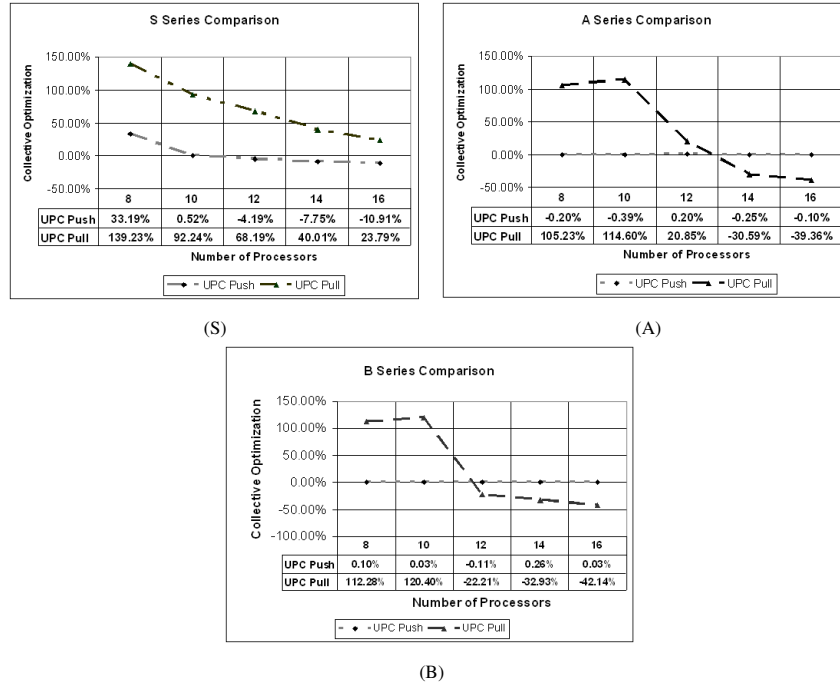 S Series Comparison
Collective Optimization
150.00%
100.00%
50.00%
0.00%
-50.00%
8 10 12 14 16
UPC Push 33.19% 0.52% -4.19% -7.75% -10.91%
UPC Pull 139.23% 92.24% 68.19% 40.01% 23.79%
Number of Processors
UPC Push UPC Pull
(S)
A Series Comparison
Collective Optimization
150.00%
100.00%
50.00%
0.00%
-50.00%
8 10 12 14 16
UPC Push -0.20% -0.39% 0.20% -0.25% -0.10%
UPC Pull 105.23% 114.60% 20.85% -30.59% -39.36%
Number of Processors
UPC Push UPC Pull
(A)
B Series Comparison
Collective Optimization
150.00%
100.00%
50.00%
0.00%
-50.00%
-100.00%
8 10 12 14 16
UPC Push 0.10% 0.03% -0.11% 0.26% 0.03%
UPC Pull 112.28% 120.40% -22.21% -32.93% -42.14%
Number of Processors
UPC Push UPC Pull
(B)